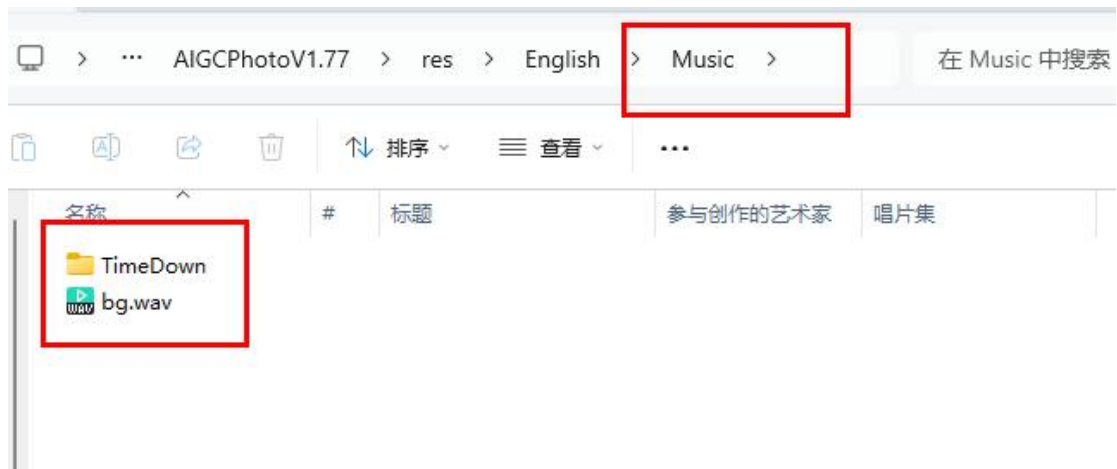 … AIGCPhotoV1.77 > res > English > Music > 在 Music 中搜索
排序 查看 …
名称 # 标题 参与创作的艺术家 唱片集
TimeDown
bg.wav